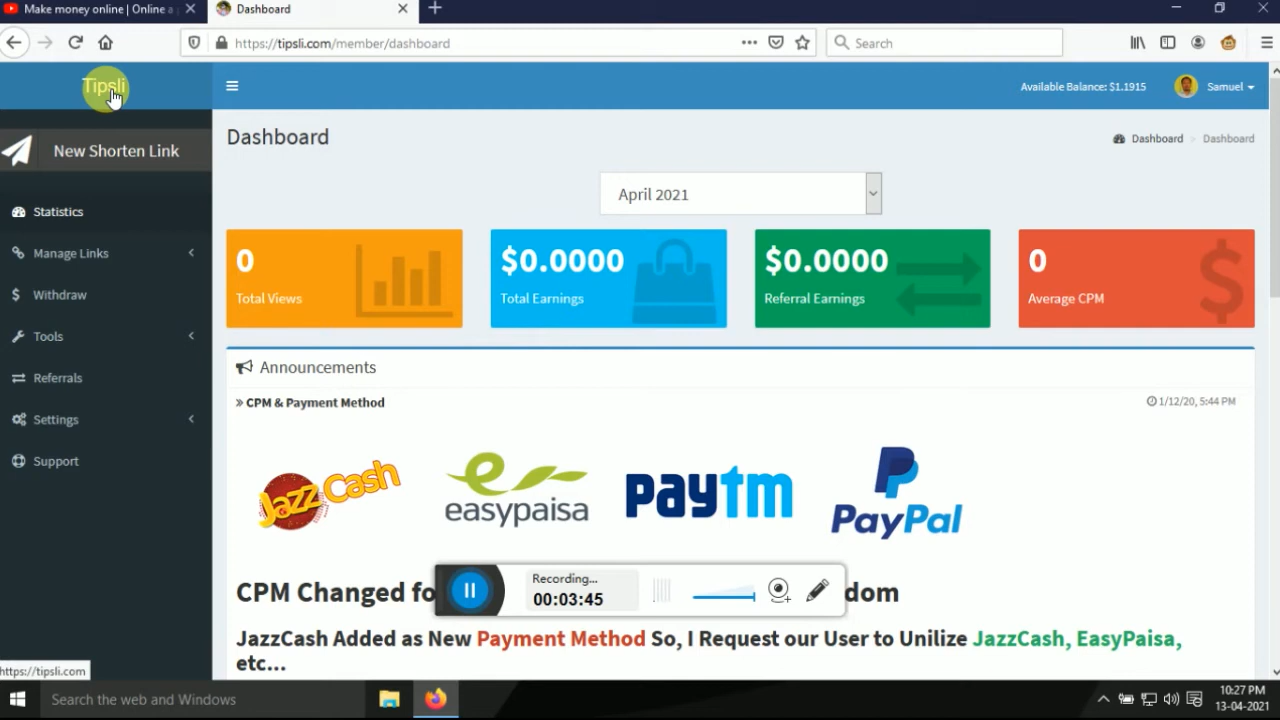 Make money online | Online a
Dashboard
https://tipsli.com/member/dashboard
Search
Tipsli
Available Balance: $1.1915
Samuel
New Shorten Link
Dashboard
Dashboard
Dashboard
April 2021
Statistics
Manage Links
Withdraw
Tools
Referrals
Settings
Support
0
Total Views
$0.0000
Total Earnings
$0.0000
Referral Earnings
0
Average CPM
Announcements
» CPM & Payment Method
1/12/20, 5:44 PM
Jazz Cash
easypaisa
paytm
PayPal
Recording...
00:03:45
CPM Changed fo
dom
JazzCash Added as New Payment Method So, I Request our User to Unilize JazzCash, EasyPaisa,
etc...
https://tipsli.com
Search the web and Windows
10:27 PM
13-04-2021